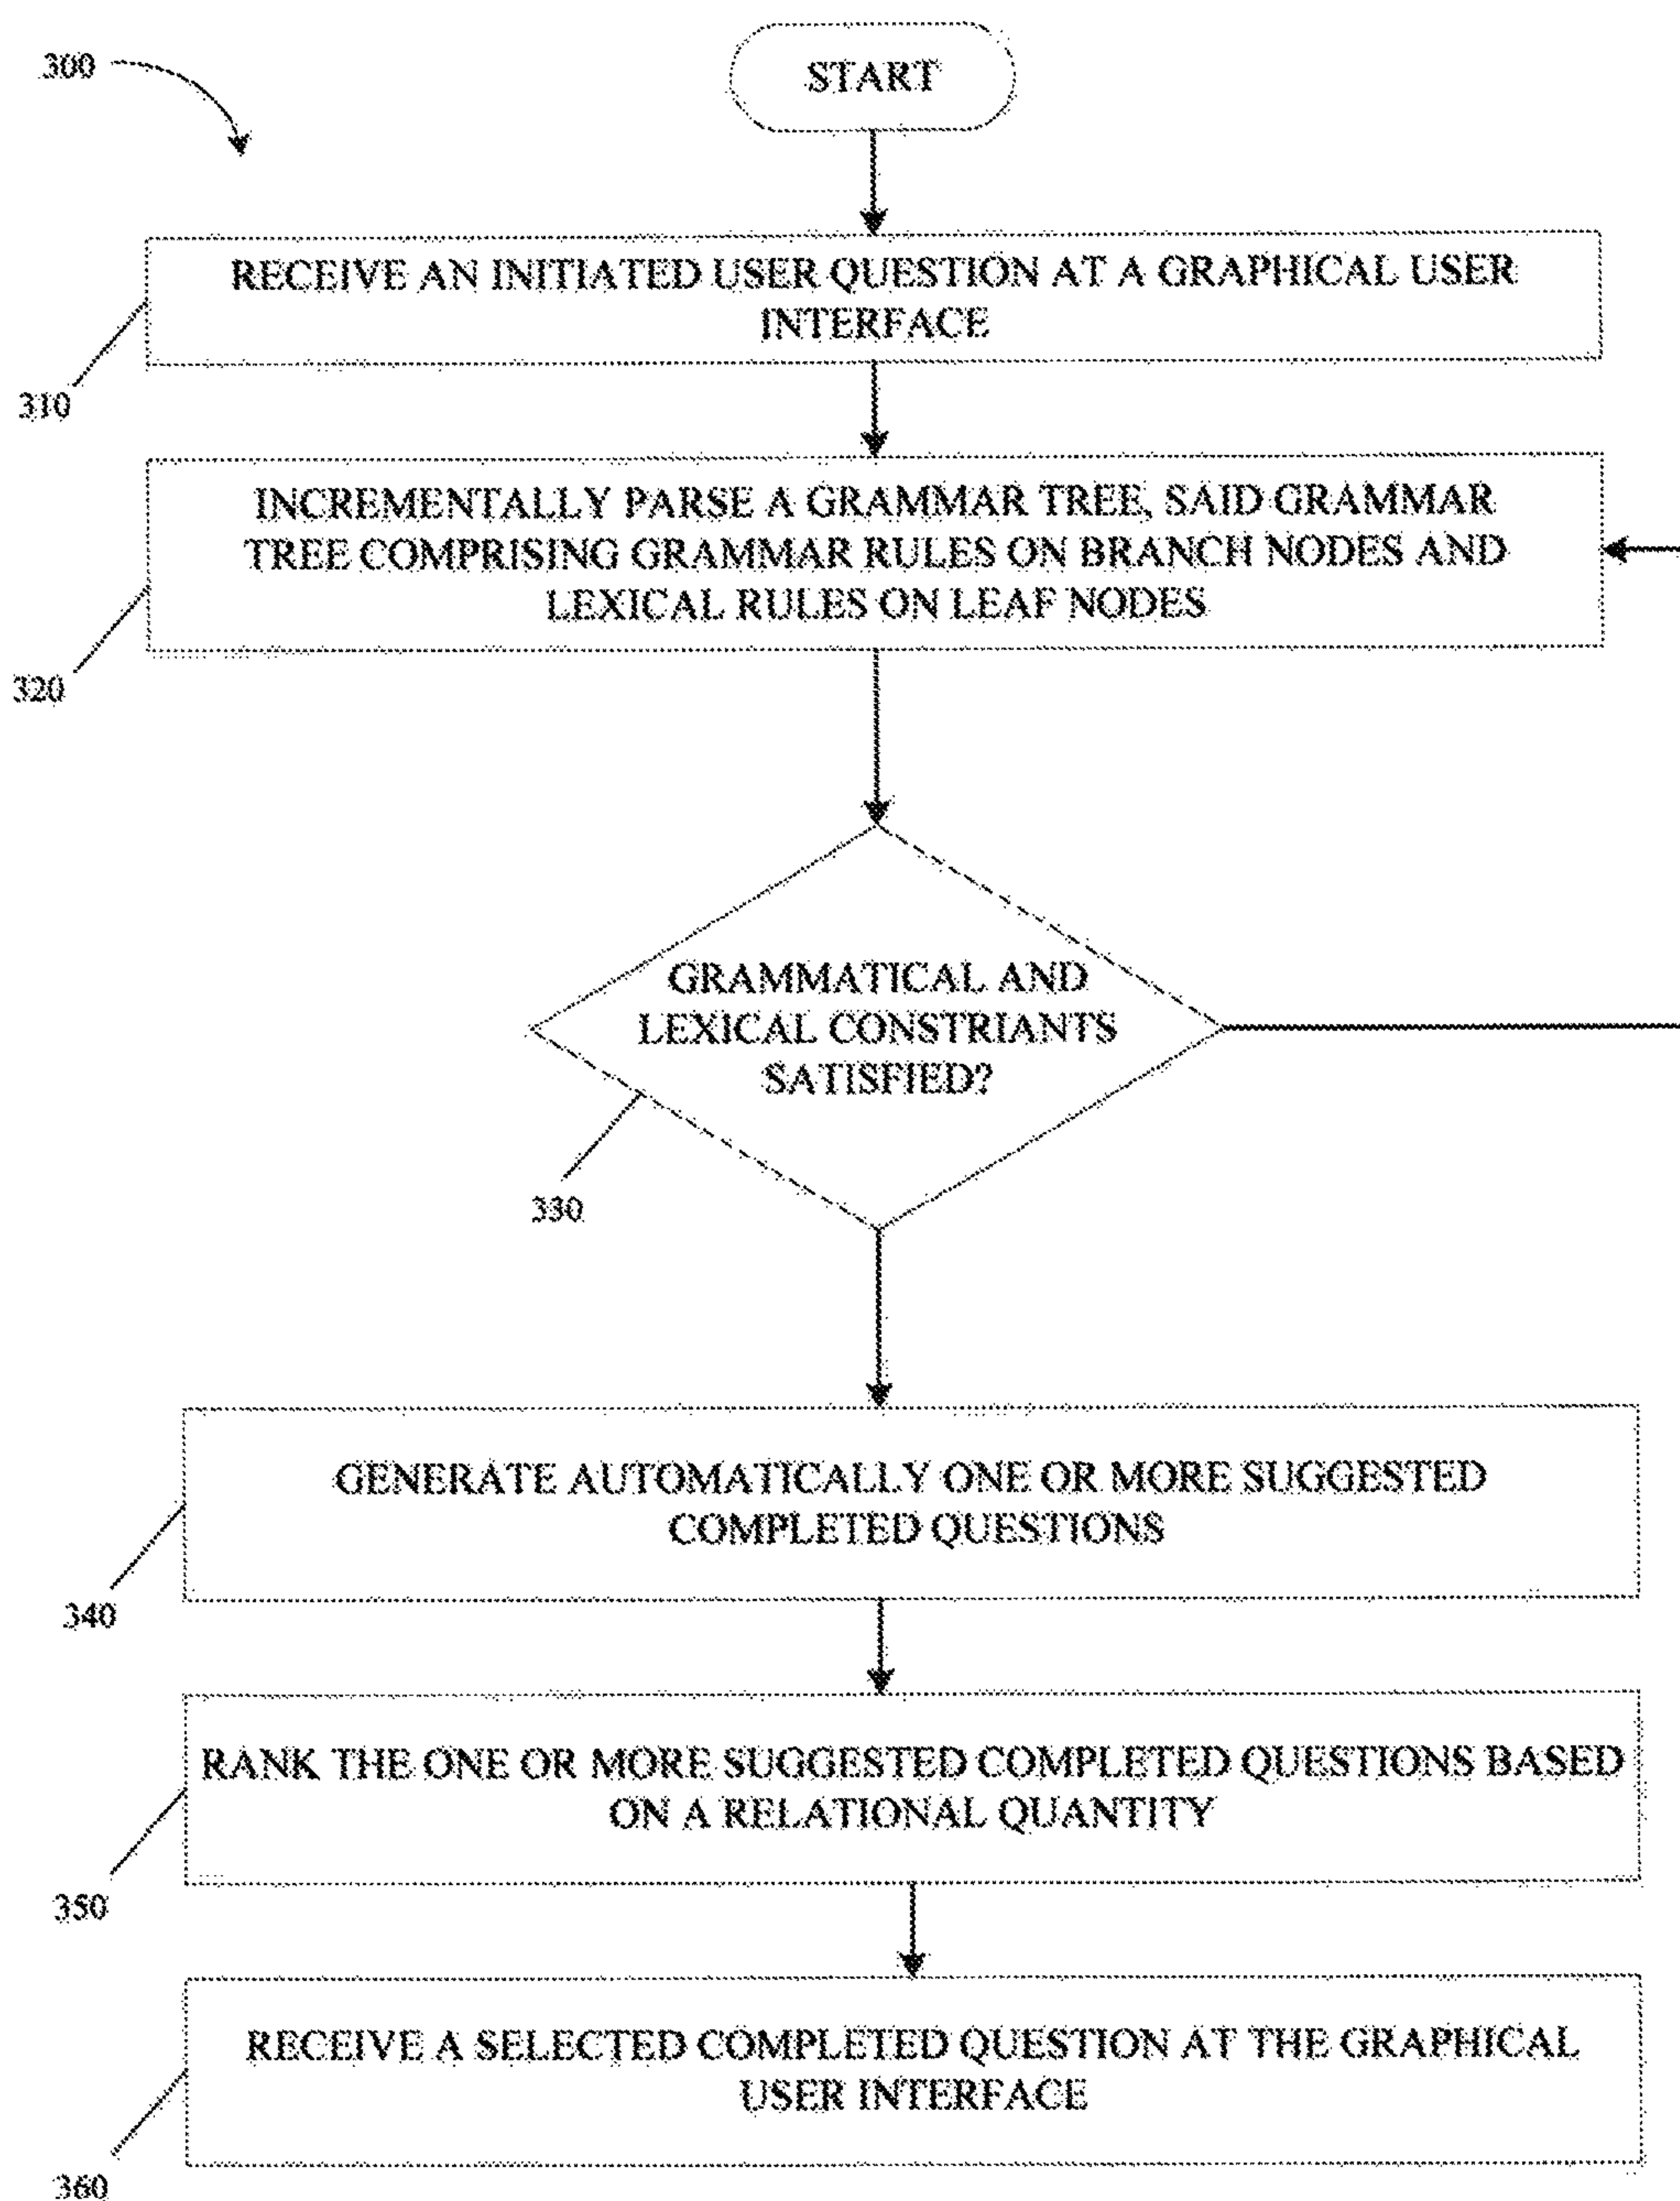 300
START
RECEIVE AN INITIATED USER QUESTION AT A GRAPHICAL USER
INTERFACE
310
INCREMENTALLY PARSE A GRAMMAR TREE, SAID GRAMMAR
TREE COMPRISING GRAMMAR RULES ON BRANCH NODES AND
LEXICAL RULES ON LEAF NODES
320
GRAMMATICAL AND
LEXICAL CONSTRIANTS
SATISFIED?
330
GENERATE AUTOMATICALLY ONE OR MORE SUGGESTED
COMPLETED QUESTIONS
340
RANK THE ONE OR MORE SUGGESTED COMPLETED QUESTIONS BASED
ON A RELATIONAL QUANTITY
350
RECEIVE A SELECTED COMPLETED QUESTION AT THE GRAPHICAL
USER INTERFACE
360